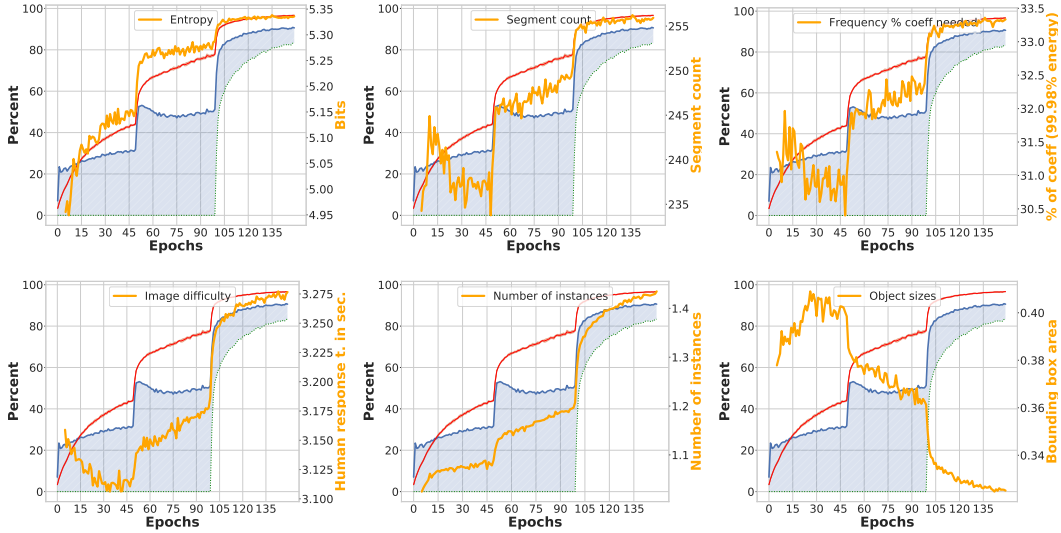 Entropy
100
80
60
40
20
0
Percent
5.35
5.30
5.25
5.20
5.15
5.10
5.05
5.00
4.95
Bits
0 15 30 45 60 75 90 105 120 135
Epochs
Segment count
100
80
60
40
20
0
Percent
255
250
245
240
235
Segment count
0 15 30 45 60 75 90 105 120 135
Epochs
Frequency % coeff needed
100
80
60
40
20
0
Percent
33.5
33.0
32.5
32.0
31.5
31.0
30.5
% of coeff (99.98% energy)
0 15 30 45 60 75 90 105 120 135
Epochs
Image difficulty
100
80
60
40
20
0
Percent
3.275
3.250
3.225
3.200
3.175
3.150
3.125
3.100
Human response t. in sec.
0 15 30 45 60 75 90 105 120 135
Epochs
Number of instances
100
80
60
40
20
0
Percent
1.4
1.3
1.2
1.1
Number of instances
0 15 30 45 60 75 90 105 120 135
Epochs
Object sizes
100
80
60
40
20
0
Percent
0.40
0.38
0.36
0.34
Bounding box area
0 15 30 45 60 75 90 105 120 135
Epochs